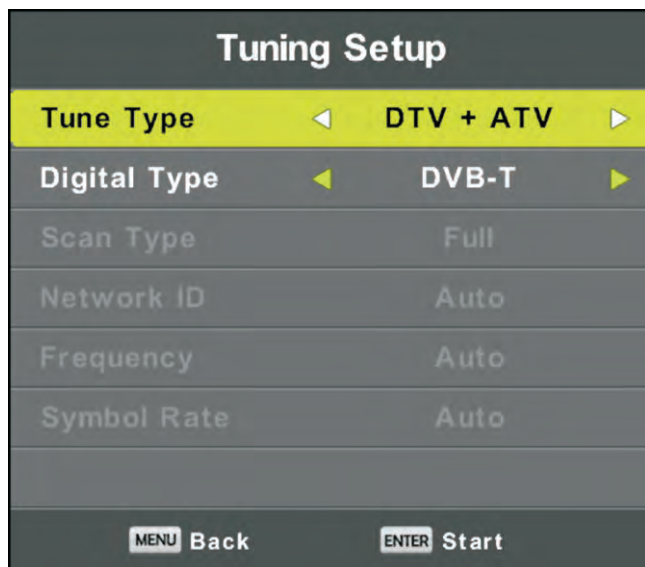 Tuning Setup
Tune Type DTV + ATV
Digital Type DVB-T
Scan Type Full
Network ID Auto
Frequency Auto
Symbol Rate Auto
MENU Back ENTER Start